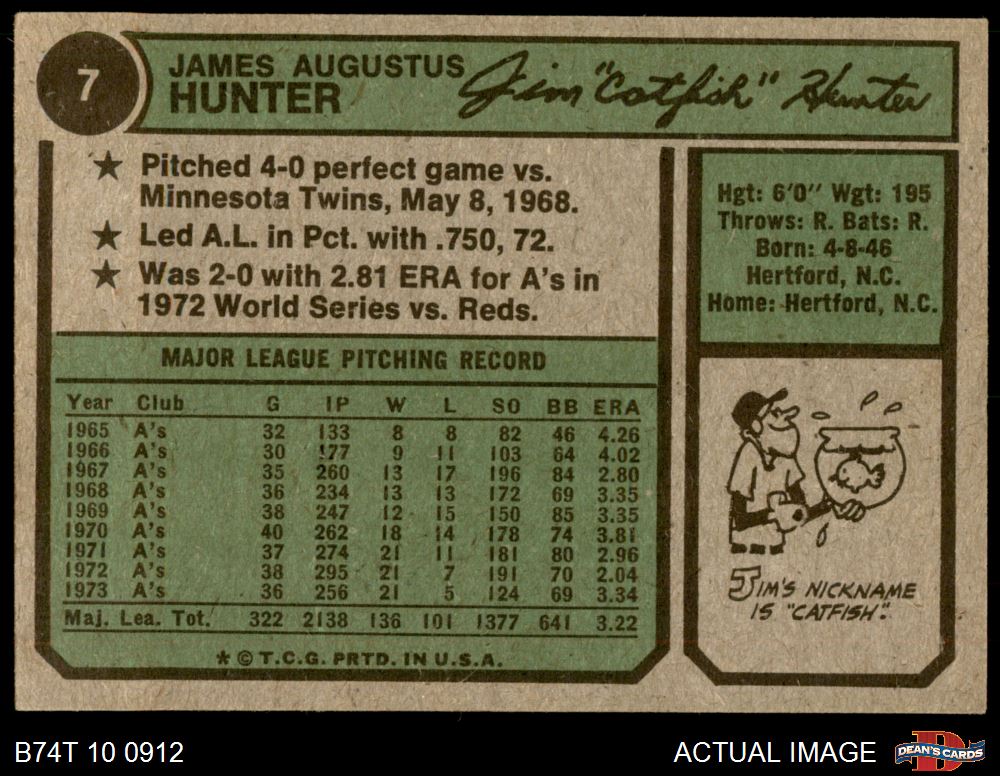 7
JAMES AUGUSTUS
HUNTER
Jim "Catfish" Hunter
★ Pitched 4-0 perfect game vs.
Minnesota Twins, May 8, 1968.
★ Led A.L. in Pct. with .750, 72.
★ Was 2-0 with 2.81 ERA for A's in
1972 World Series vs. Reds.
Hgt: 6'0" Wgt: 195
Throws: R. Bats: R.
Born: 4-8-46
Hertford, N.C.
Home: Hertford, N.C.
MAJOR LEAGUE PITCHING RECORD
Year Club G IP W L SO BB ERA
1965 A's 32 133 8 8 82 46 4.26
1966 A's 30 177 9 11 103 64 4.02
1967 A's 35 260 13 17 196 84 2.80
1968 A's 36 234 13 13 172 69 3.35
1969 A's 38 247 12 15 150 85 3.35
1970 A's 40 262 18 14 178 74 3.81
1971 A's 37 274 21 11 181 80 2.96
1972 A's 38 295 21 7 191 70 2.04
1973 A's 36 256 21 5 124 69 3.34
Maj. Lea. Tot. 322 2138 136 101 1377 641 3.22
* © T.C.G. PRTD. IN U.S.A.
JIM'S NICKNAME
IS "CATFISH".
B74T 10 0912
ACTUAL IMAGE
DEAN'S CARDS